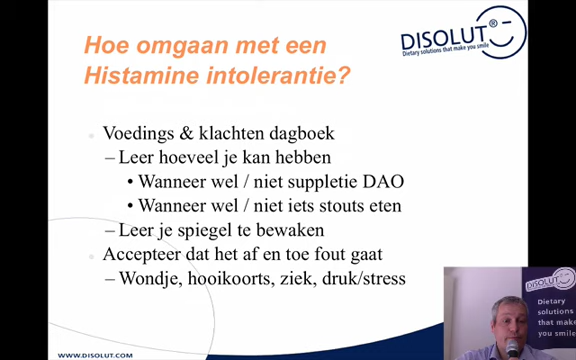 Hoe omgaan met een
Histamine intolerantie?
DISOLUT®
Dietary solutions that make you smile
Voedings & klachten dagboek
– Leer hoeveel je kan hebben
• Wanneer wel / niet suppletie DAO
• Wanneer wel / niet iets stouts eten
– Leer je spiegel te bewaken
Accepteer dat het af en toe fout gaat
– Wondje, hooikoorts, ziek, druk/stress
WWW.DISOLUT.COM
DISOLUT
Dietary
solutions
that make
you smile